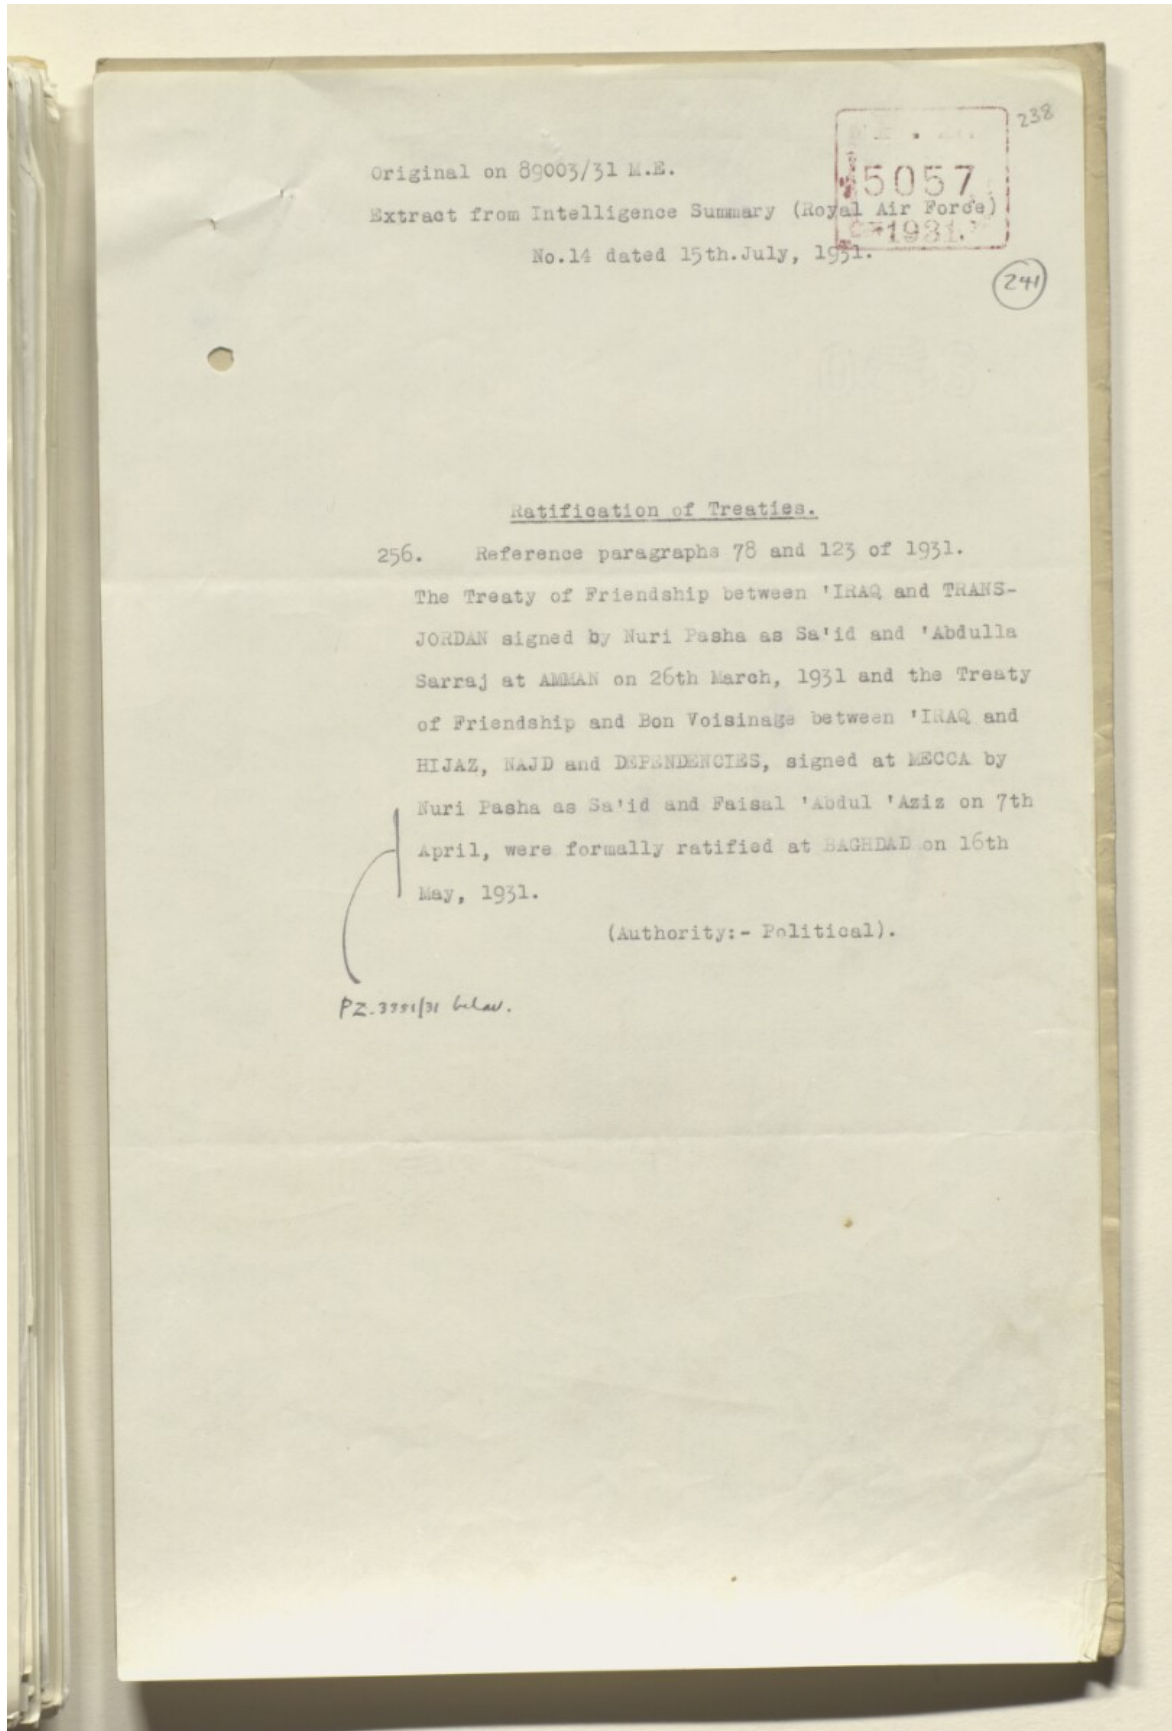 238
5057
1931.
Original on 89003/31 M.E.
Extract from Intelligence Summary (Royal Air Force)
No.14 dated 15th.July, 1931.
241
Ratification of Treaties.
256. Reference paragraphs 78 and 123 of 1931.
The Treaty of Friendship between 'IRAQ and TRANS-
JORDAN signed by Nuri Pasha as Sa'id and 'Abdulla
Sarraj at AMMAN on 26th March, 1931 and the Treaty
of Friendship and Bon Voisinage between 'IRAQ and
HIJAZ, NAJD and DEPENDENCIES, signed at MECCA by
Nuri Pasha as Sa'id and Faisal 'Abdul 'Aziz on 7th
April, were formally ratified at BAGHDAD on 16th
May, 1931.
(Authority:- Political).
PZ. below.